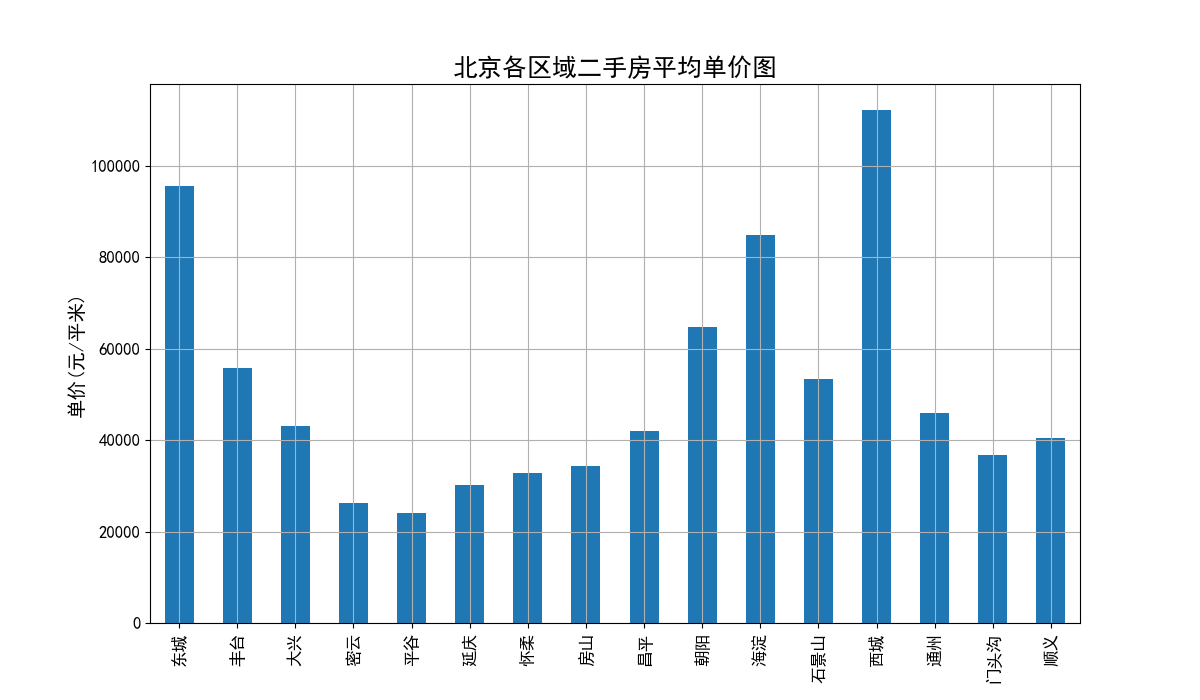 北京各区域二手房平均单价图
单价(元/平米)
100000
80000
60000
40000
20000
0
东城
丰台
大兴
密云
平谷
延庆
怀柔
房山
昌平
朝阳
海淀
石景山
西城
通州
门头沟
顺义